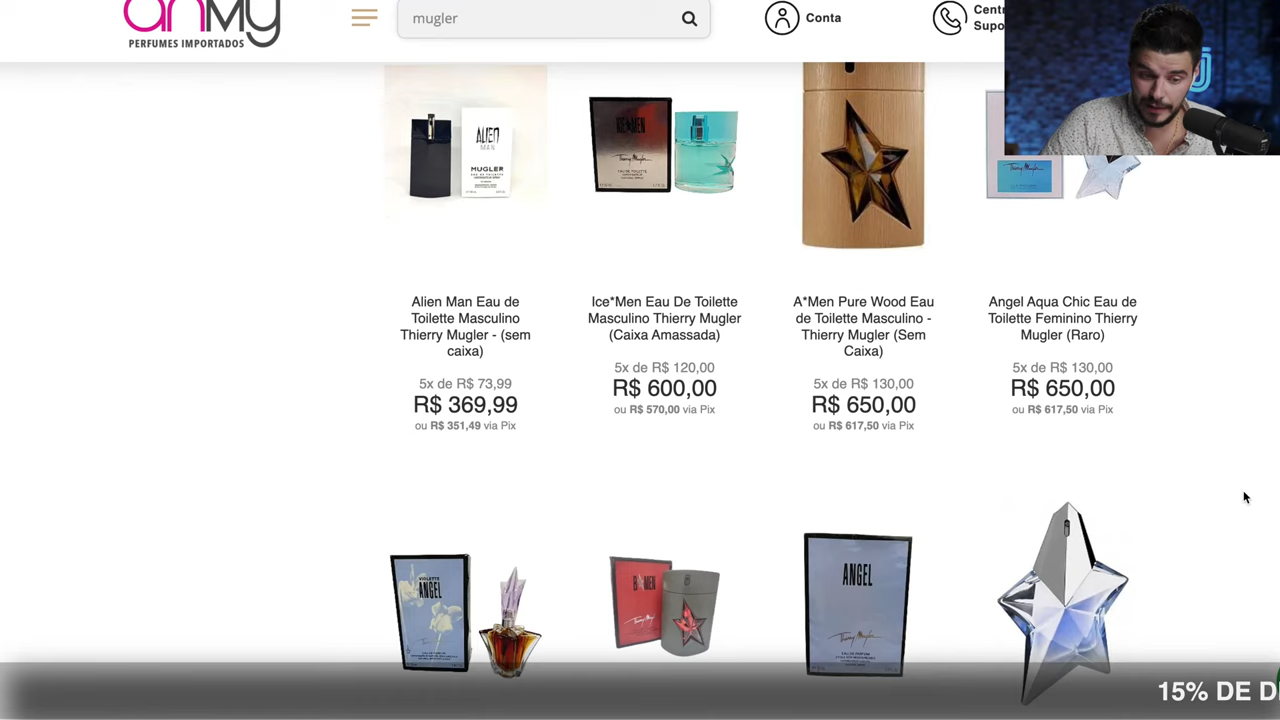 anmy
PERFUMES IMPORTADOS
mugler
Conta
ALIEN
MAN
MUGLER
ANGEL
Alien Man Eau de
Toilette Masculino
Thierry Mugler - (sem
caixa)
5x de R$ 73,99
R$ 369,99
ou R$ 351,49 via Pix
Ice*Men Eau De Toilette
Masculino Thierry Mugler
(Caixa Amassada)
5x de R$ 120,00
R$ 600,00
ou R$ 570,00 via Pix
A*Men Pure Wood Eau
de Toilette Masculino -
Thierry Mugler (Sem
Caixa)
5x de R$ 130,00
R$ 650,00
ou R$ 617,50 via Pix
Angel Aqua Chic Eau de
Toilette Feminino Thierry
Mugler (Raro)
5x de R$ 130,00
R$ 650,00
ou R$ 617,50 via Pix
VIOLETTE
ANGEL
B*MEN
Thierry Mugler
15% DE D